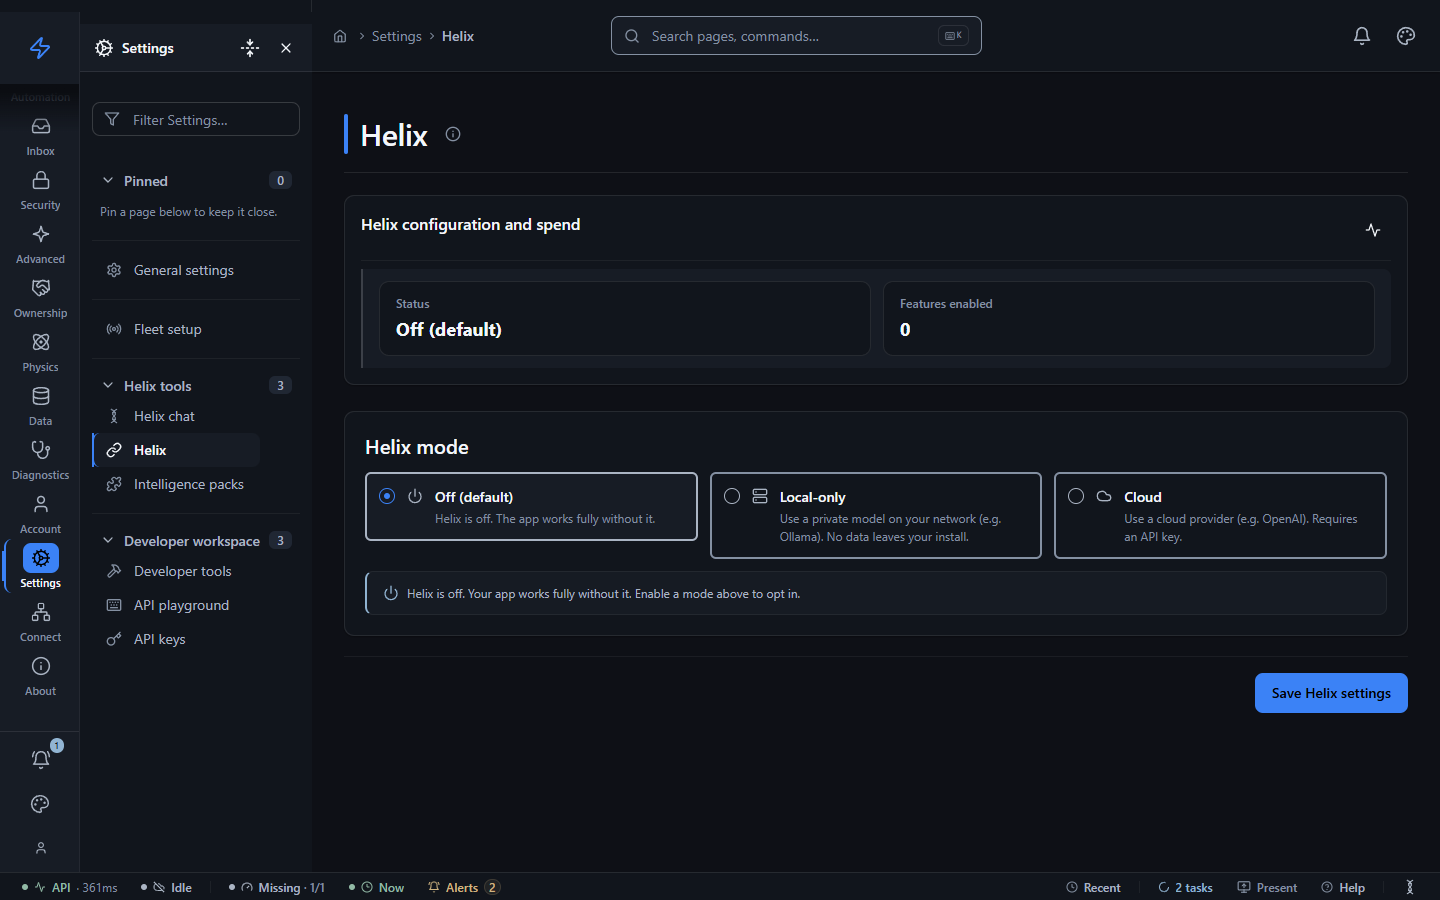 Automation
Inbox
Security
Advanced
Ownership
Physics
Data
Diagnostics
Account
Settings
Connect
About
1
Settings
Filter Settings...
Pinned 0
Pin a page below to keep it close.
General settings
Fleet setup
Helix tools 3
Helix chat
Helix
Intelligence packs
Developer workspace 3
Developer tools
API playground
API keys
Settings Helix
Search pages, commands... K
Helix
Helix configuration and spend
Status
Off (default)
Features enabled
0
Helix mode
Off (default)
Helix is off. The app works fully without it.
Local-only
Use a private model on your network (e.g.
Ollama). No data leaves your install.
Cloud
Use a cloud provider (e.g. OpenAI). Requires
an API key.
Helix is off. Your app works fully without it. Enable a mode above to opt in.
Save Helix settings
API · 361ms Idle Missing · 1/1 Now Alerts 2 Recent 2 tasks Present Help